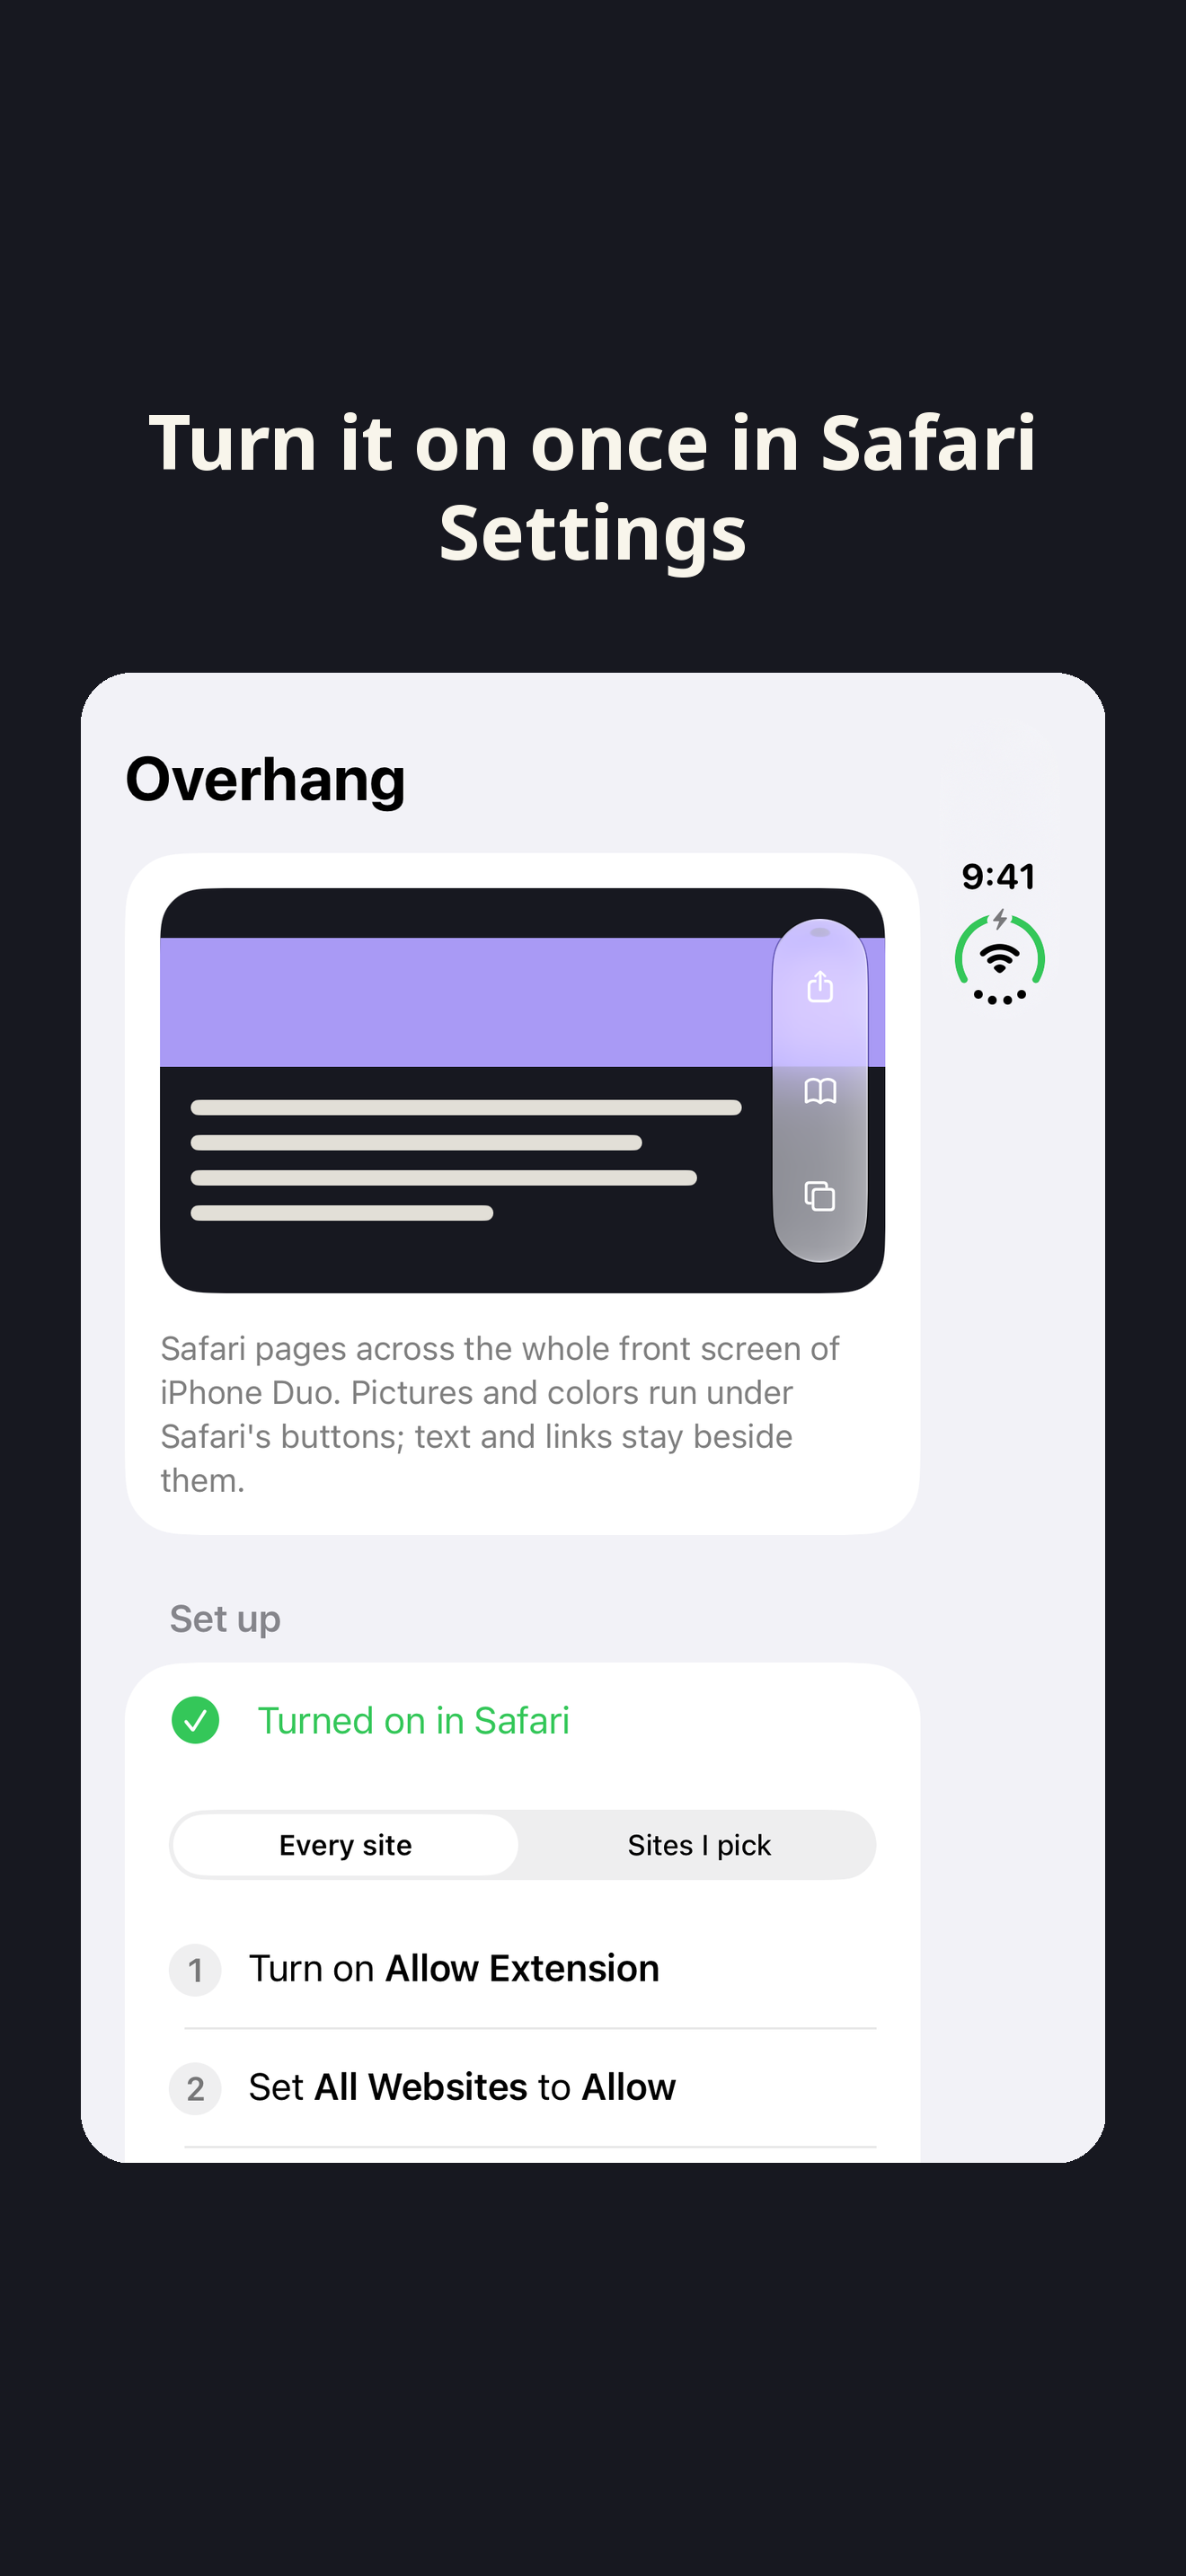 Turn it on once in Safari
Settings
Overhang
9:41
Safari pages across the whole front screen of
iPhone Duo. Pictures and colors run under
Safari's buttons; text and links stay beside
them.
Set up
Turned on in Safari
Every site
Sites I pick
1 Turn on Allow Extension
2 Set All Websites to Allow